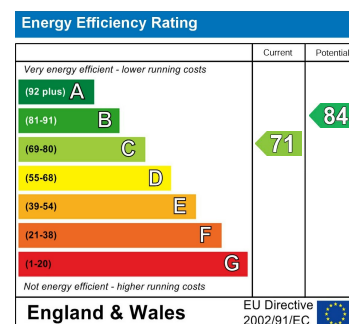 Energy Efficiency Rating
Current
Potential
Very energy efficient - lower running costs
(92 plus) A
(81-91) B
84
(69-80) C
71
(55-68) D
(39-54) E
(21-38) F
(1-20) G
Not energy efficient - higher running costs
England & Wales
EU Directive
2002/91/EC